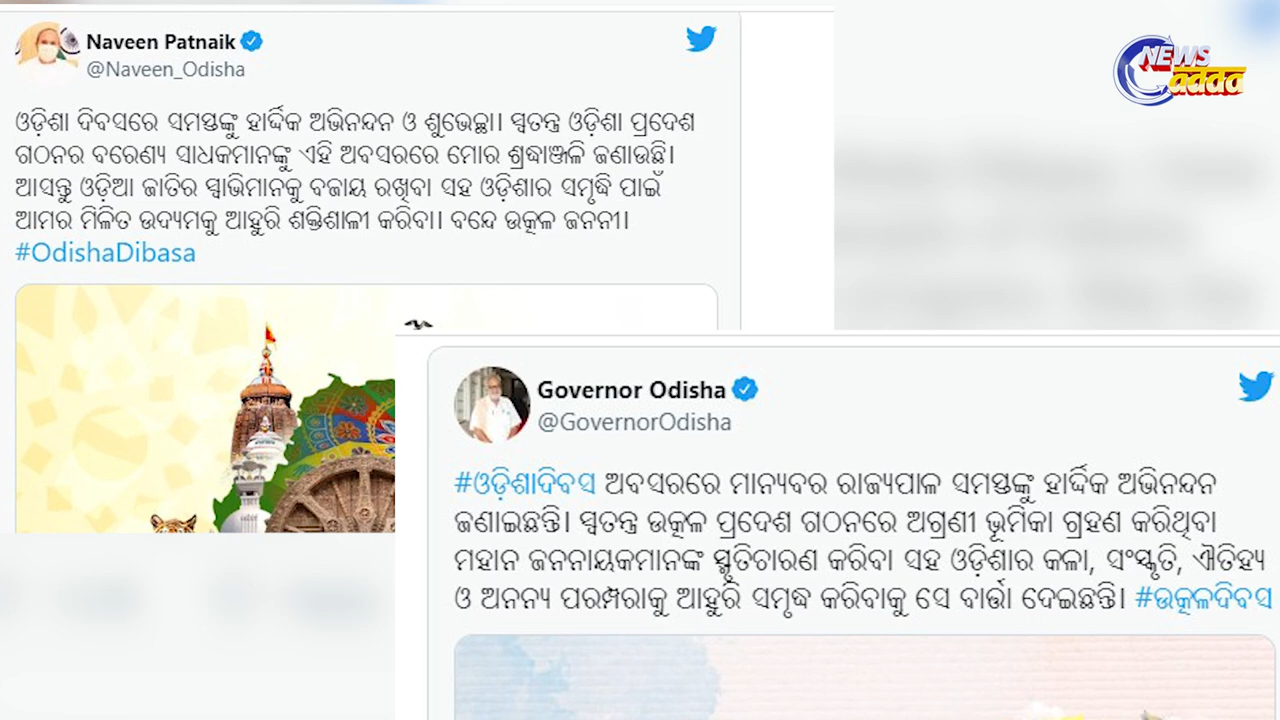 Naveen Patnaik
@Naveen_Odisha
ଓଡ଼ିଶା ଦିବସରେ ସମସ୍ତଙ୍କୁ ହାର୍ଦ୍ଦିକ ଅଭିନନ୍ଦନ ଓ ଶୁଭେଚ୍ଛା। ସ୍ୱତନ୍ତ୍ର ଓଡ଼ିଶା ପ୍ରଦେଶ
ଗଠନର ବରେଣ୍ୟ ସାଧକମାନଙ୍କୁ ଏହି ଅବସରରେ ମୋର ଶ୍ରଦ୍ଧାଞ୍ଜଳି ଜଣାଉଛି।
ଆସନ୍ତୁ ଓଡ଼ିଆ ଜାତିର ସ୍ୱାଭିମାନକୁ ବଜାୟ ରଖିବା ସହ ଓଡ଼ିଶାର ସମୃଦ୍ଧି ପାଇଁ
ଆମର ମିଳିତ ଉଦ୍ୟମକୁ ଆହୁରି ଶକ୍ତିଶାଳୀ କରିବା। ବନ୍ଦେ ଉତ୍କଳ ଜନନୀ।
#OdishaDibasa
NEWS
aaaa
Governor Odisha
@GovernorOdisha
#ଓଡ଼ିଶାଦିବସ ଅବସରରେ ମାନ୍ୟବର ରାଜ୍ୟପାଳ ସମସ୍ତଙ୍କୁ ହାର୍ଦ୍ଦିକ ଅଭିନନ୍ଦନ
ଜଣାଇଛନ୍ତି। ସ୍ୱତନ୍ତ୍ର ଉତ୍କଳ ପ୍ରଦେଶ ଗଠନରେ ଅଗ୍ରଣୀ ଭୂମିକା ଗ୍ରହଣ କରିଥିବା
ମହାନ ଜନନାୟକମାନଙ୍କ ସ୍ମୃତିଚାରଣ କରିବା ସହ ଓଡ଼ିଶାର କଳା, ସଂସ୍କୃତି, ଐତିହ୍ୟ
ଓ ଅନନ୍ୟ ପରମ୍ପରାକୁ ଆହୁରି ସମୃଦ୍ଧ କରିବାକୁ ସେ ବାର୍ତ୍ତା ଦେଇଛନ୍ତି। #ଉତ୍କଳଦିବସ